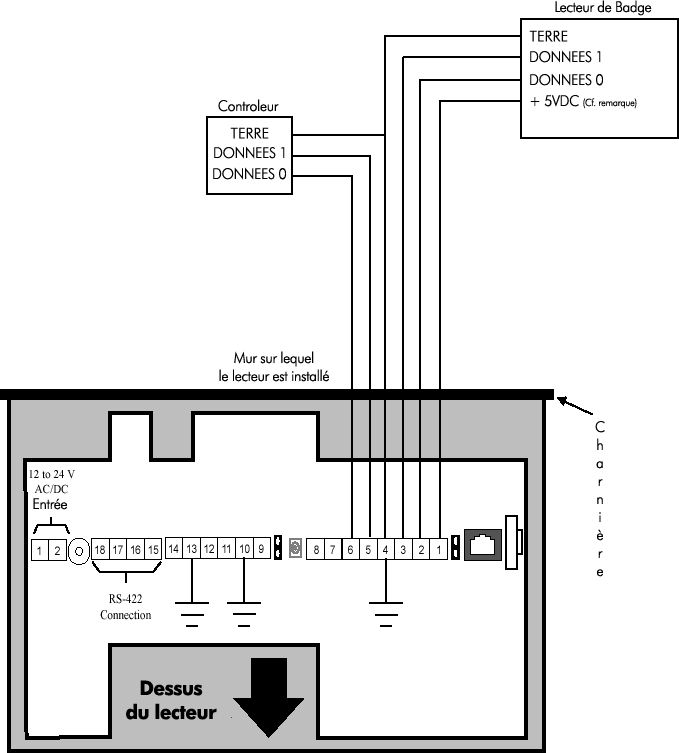 Lecteur de Badge
TERRE
DONNEES 1
DONNEES 0
+ 5VDC (Cf. remarque)
Controleur
TERRE
DONNEES 1
DONNEES 0
Mur sur lequel
le lecteur est installé
Charnière
12 to 24 V
AC/DC
Entrée
1 2 18 17 16 15 14 13 12 11 10 9 8 7 6 5 4 3 2 1
RS-422
Connection
Dessus
du lecteur